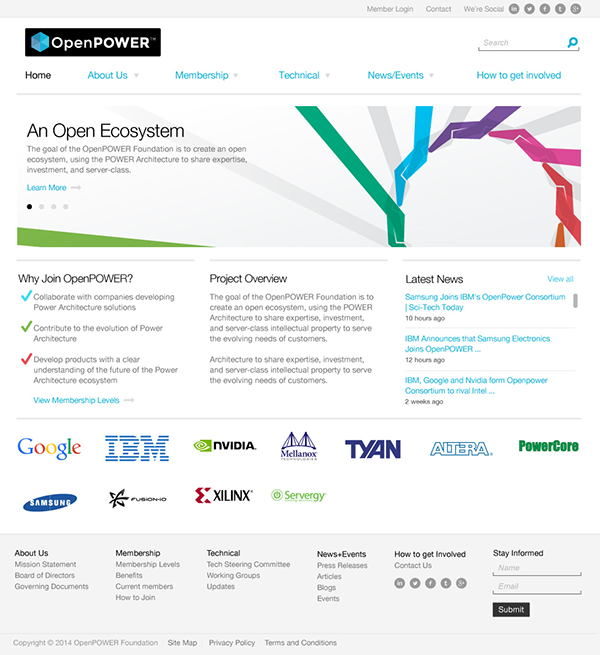 Member Login Contact We're Social
OpenPOWER™
Search
Home About Us Membership Technical News/Events How to get involved
An Open Ecosystem
The goal of the OpenPOWER Foundation is to create an open
ecosystem, using the POWER Architecture to share expertise,
investment, and server-class.
Learn More
Why Join OpenPOWER?
Collaborate with companies developing
Power Architecture solutions
Contribute to the evolution of Power
Architecture
Develop products with a clear
understanding of the future of the Power
Architecture ecosystem
View Membership Levels
Project Overview
The goal of the OpenPOWER Foundation is to
create an open ecosystem, using the POWER
Architecture to share expertise, investment,
and server-class intellectual property to serve
the evolving needs of customers.
Architecture to share expertise, investment,
and server-class intellectual property to serve
the evolving needs of customers.
Latest News View all
Samsung Joins IBM's OpenPower Consortium
| Sci-Tech Today
10 hours ago
IBM Announces that Samsung Electronics
Joins OpenPOWER ...
12 hours ago
IBM, Google and Nvidia form Openpower
Consortium to rival Intel ...
2 weeks ago
Google IBM NVIDIA. Mellanox TECHNOLOGIES TYAN ALTERA. PowerCore
SAMSUNG FUSION-iO XILINX Servergy
About Us
Mission Statement
Board of Directors
Governing Documents
Membership
Membership Levels
Benefits
Current members
How to Join
Technical
Tech Steering Committee
Working Groups
Updates
News+Events
Press Releases
Articles
Blogs
Events
How to get Involved
Contact Us
Stay Informed
Name
Email
Submit
Copyright © 2014 OpenPOWER Foundation Site Map Privacy Policy Terms and Conditions